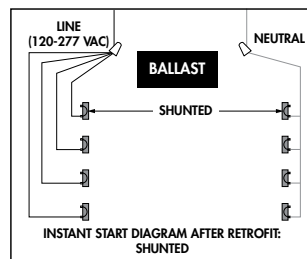 LINE
(120-277 VAC)
NEUTRAL
BALLAST
SHUNTED
INSTANT START DIAGRAM AFTER RETROFIT:
SHUNTED